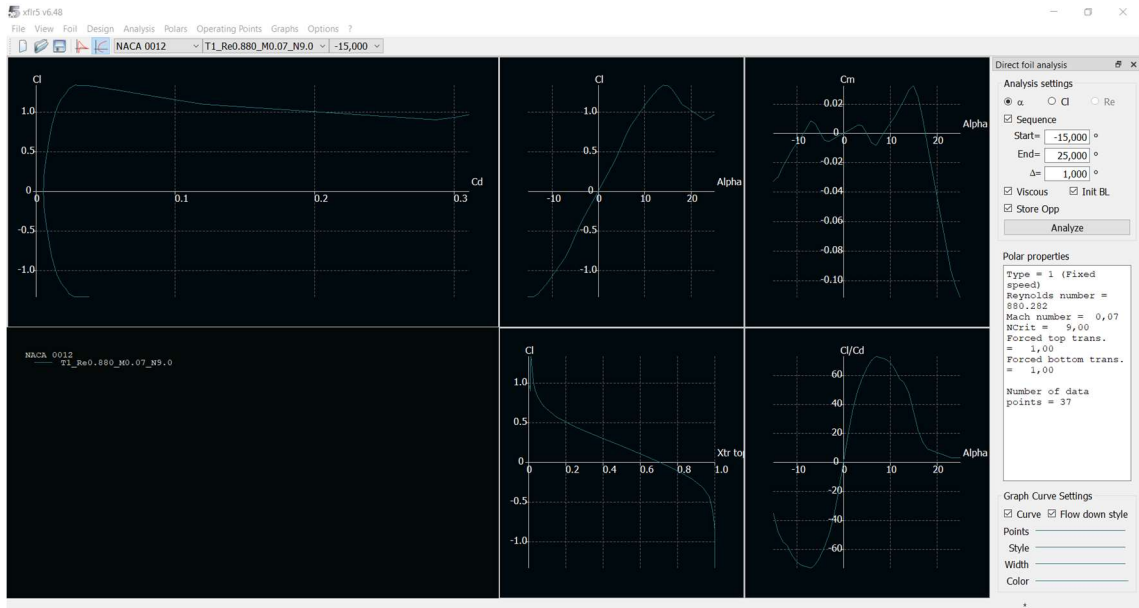 xflr5 v6.48
File View Foil Design Analysis Polars Operating Points Graphs Options ?
NACA 0012 T1_Re0.880_M0.07_N9.0 -15,000
Cl
1.0
0.5
0
-0.5
-1.0
0 0.1 0.2 0.3
Cd
Cl
1.0
0.5
0
-0.5
-1.0
-10 0 10 20
Alpha
Cm
0.02
0
-0.02
-0.04
-0.06
-0.08
-0.10
-10 0 10 20
Alpha
NACA 0012
T1_Re0.880_M0.07_N9.0
Cl
1.0
0.5
0
-0.5
-1.0
0 0.2 0.4 0.6 0.8 1.0
Xtr top
Cl/Cd
60
40
20
0
-20
-40
-60
-10 0 10 20
Alpha
Direct foil analysis
Analysis settings
α Cl Re
Sequence
Start= -15,000 °
End= 25,000 °
Δ= 1,000 °
Viscous Init BL
Store Opp
Analyze
Polar properties
Type = 1 (Fixed
speed)
Reynolds number =
880.282
Mach number = 0,07
NCrit = 9,00
Forced top trans.
= 1,00
Forced bottom trans.
= 1,00
Number of data
points = 37
Graph Curve Settings
Curve Flow down style
Points
Style
Width
Color